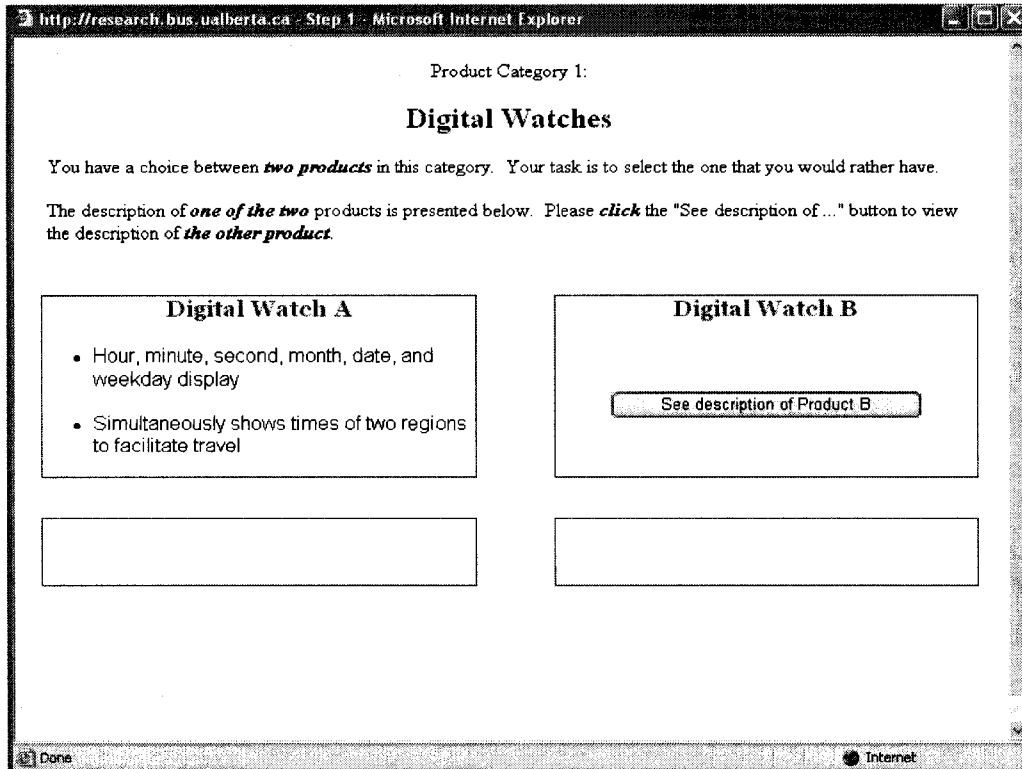 http://research.bus.ualberta.ca - Step 1 - Microsoft Internet Explorer
Product Category 1:
Digital Watches
You have a choice between two products in this category. Your task is to select the one that you would rather have.
The description of one of the two products is presented below. Please click the "See description of ..." button to view
the description of the other product.
Digital Watch A
• Hour, minute, second, month, date, and
weekday display
• Simultaneously shows times of two regions
to facilitate travel
Digital Watch B
See description of Product B
Done
Internet